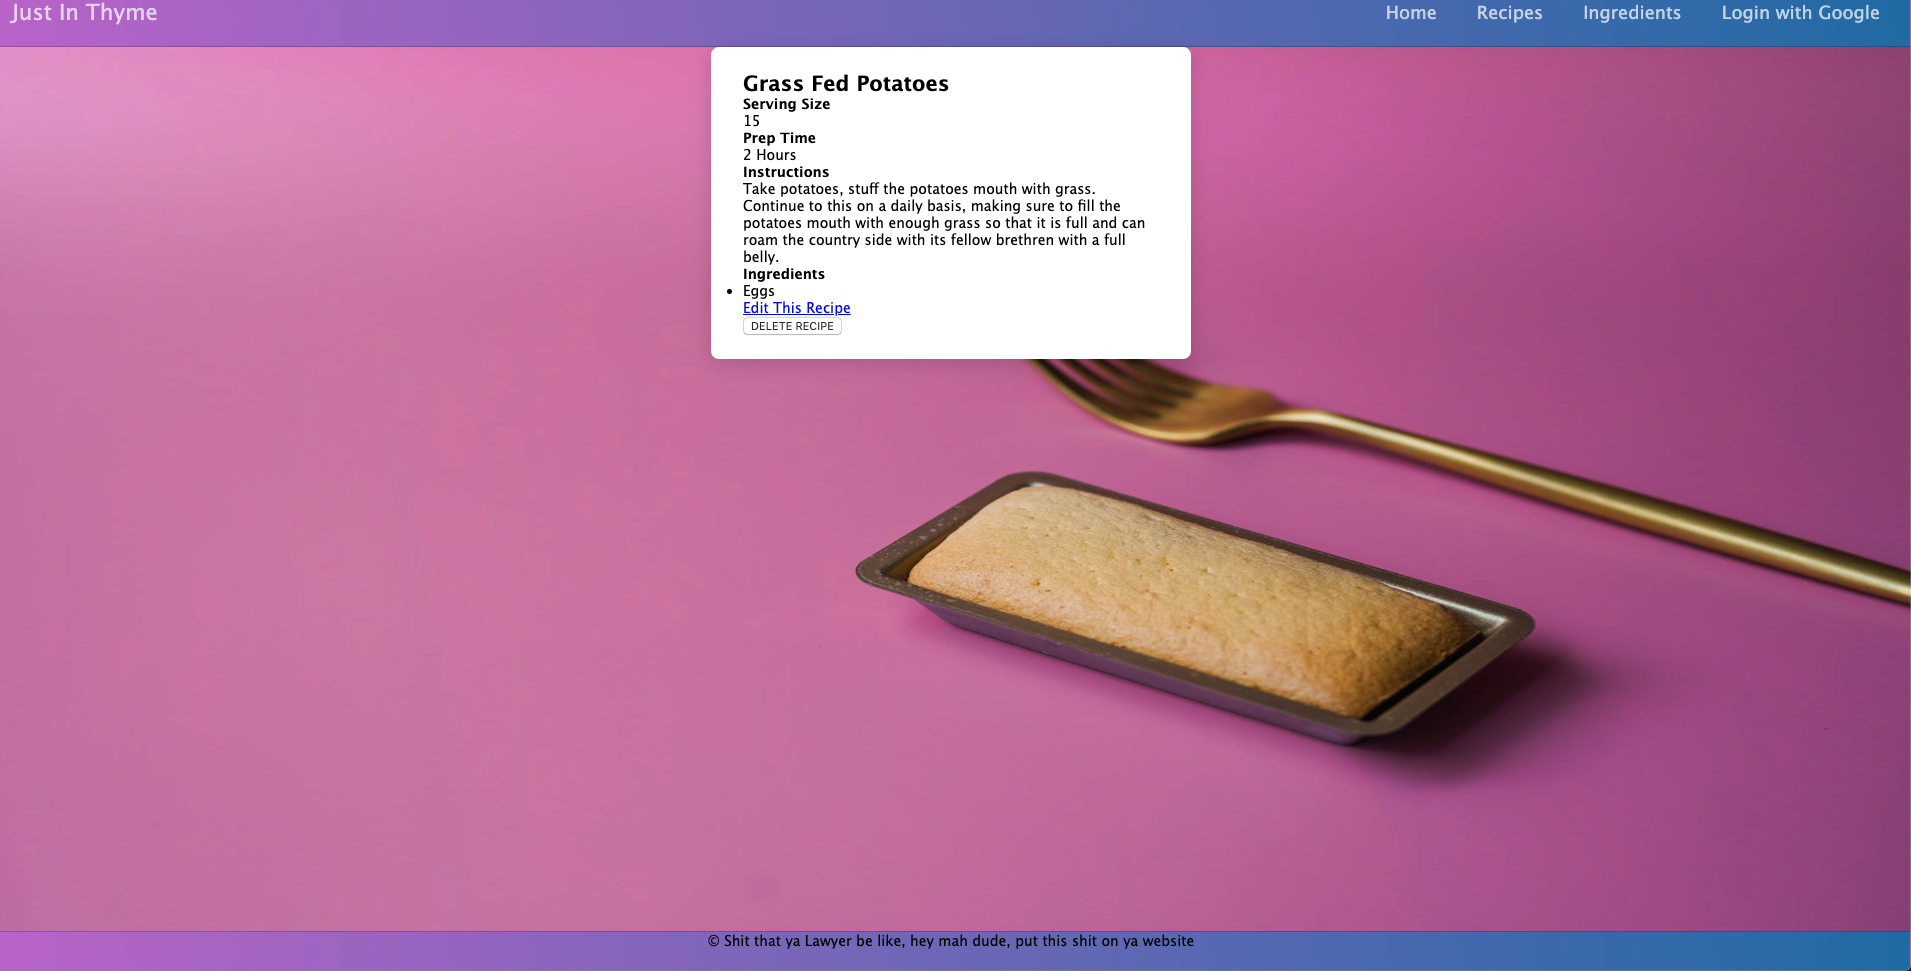 Just In Thyme
Home Recipes Ingredients Login with Google
Grass Fed Potatoes
Serving Size
15
Prep Time
2 Hours
Instructions
Take potatoes, stuff the potatoes mouth with grass.
Continue to this on a daily basis, making sure to fill the
potatoes mouth with enough grass so that it is full and can
roam the country side with its fellow brethren with a full
belly.
Ingredients
• Eggs
Edit This Recipe
DELETE RECIPE
© Shit that ya Lawyer be like, hey mah dude, put this shit on ya website